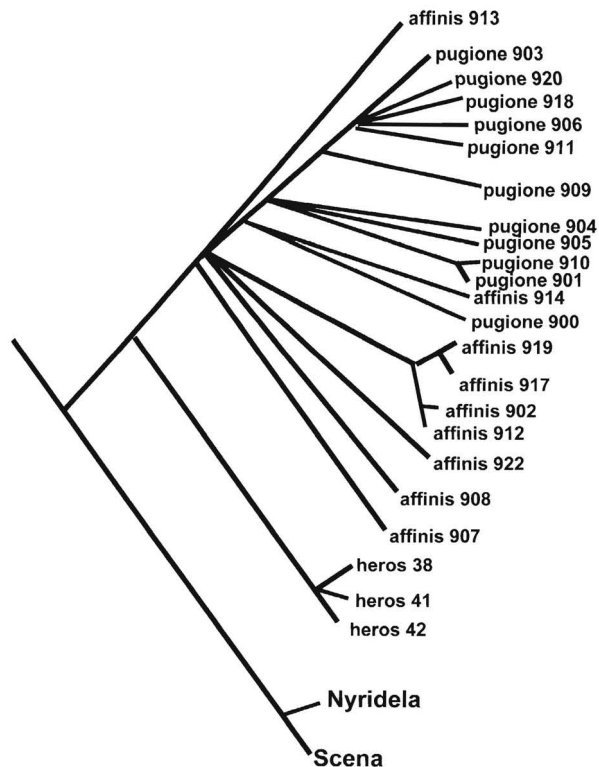 affinis 913
pugione 903
pugione 920
pugione 918
pugione 906
pugione 911
pugione 909
pugione 904
pugione 905
pugione 910
pugione 901
affinis 914
pugione 900
affinis 919
affinis 917
affinis 902
affinis 912
affinis 922
affinis 908
affinis 907
heros 38
heros 41
heros 42
Nyridela
Scena